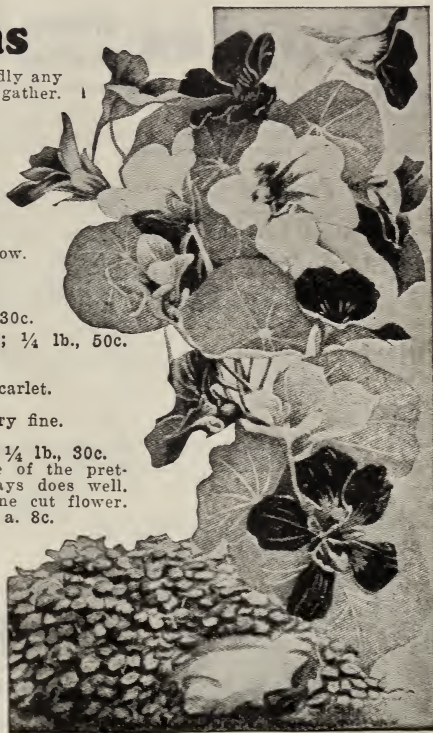 ns
dly any
gather.
ow.
30c.
; ¼ lb., 50c.
carlet.
ry fine.
¼ lb., 30c.
e of the pret-
ays does well.
ne cut flower.
a. 8c.